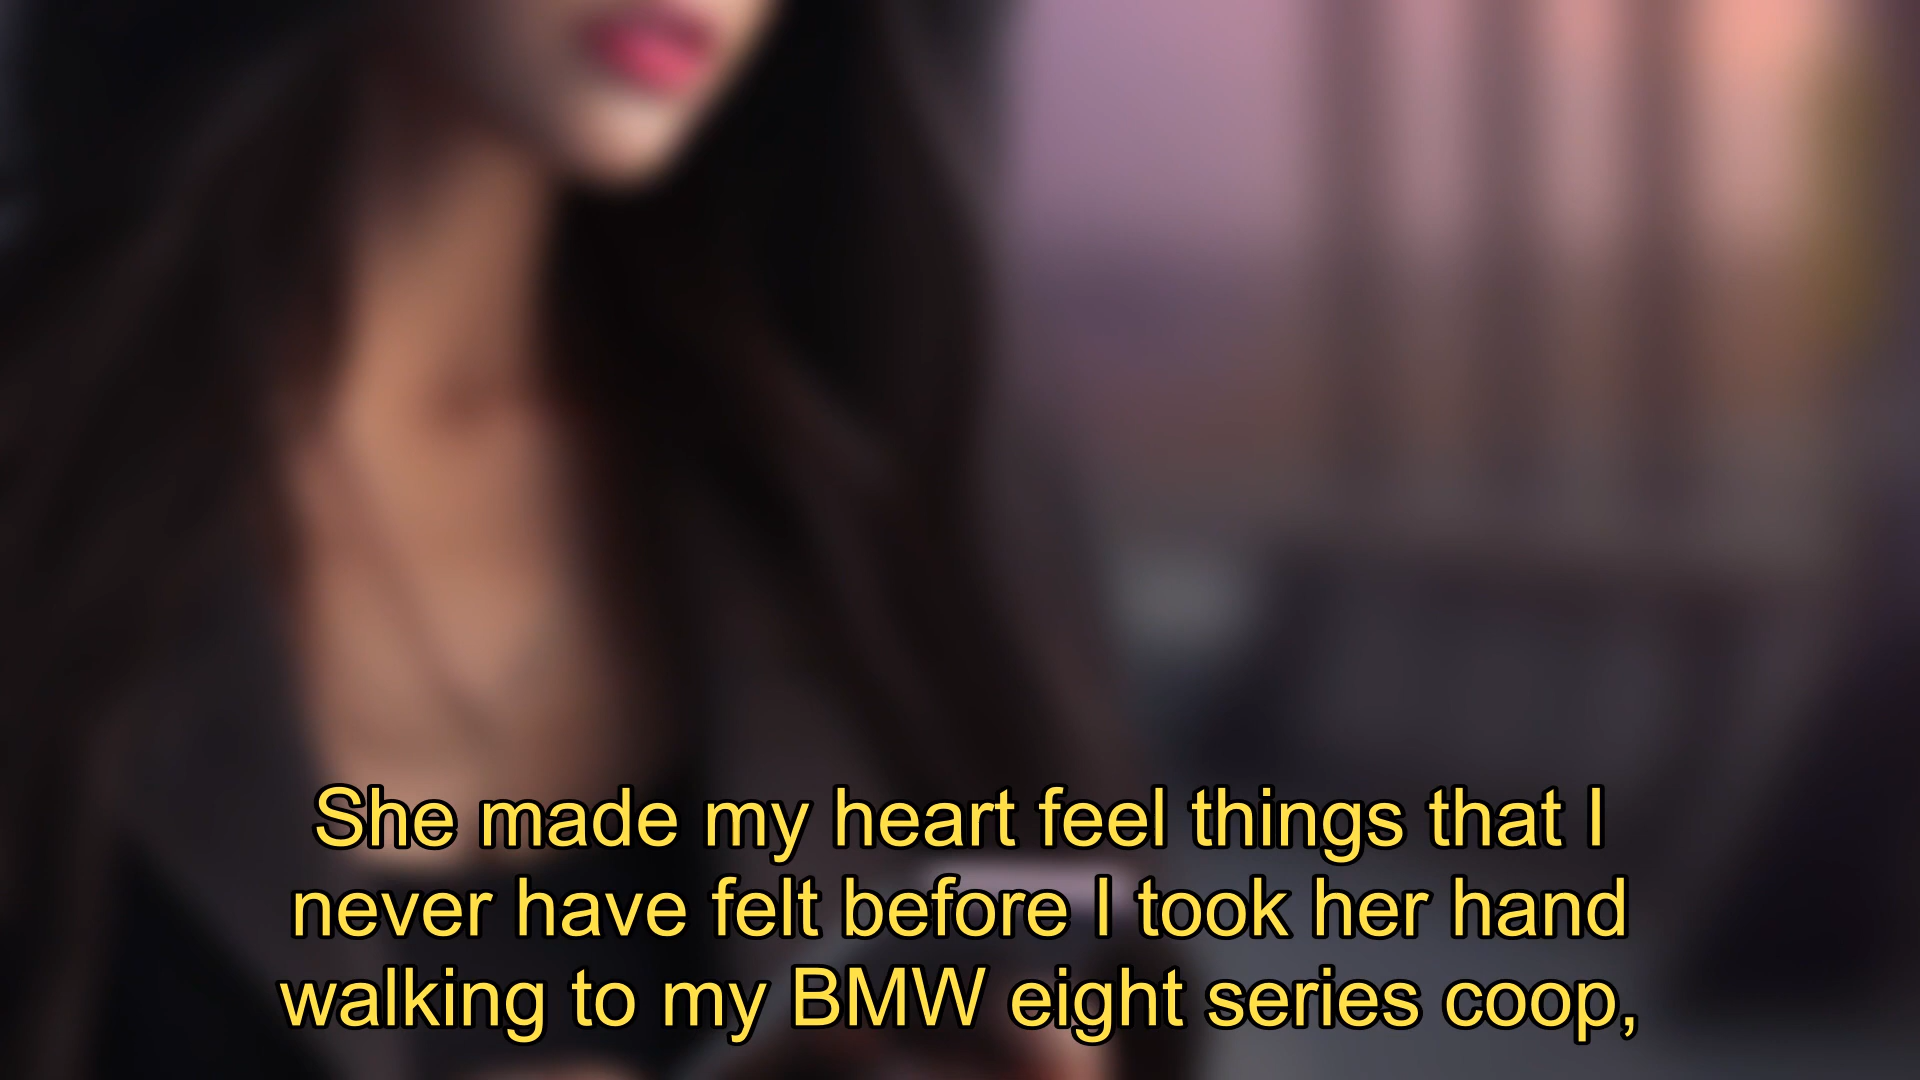 She made my heart feel things that I
never have felt before I took her hand
walking to my BMW eight series coop,